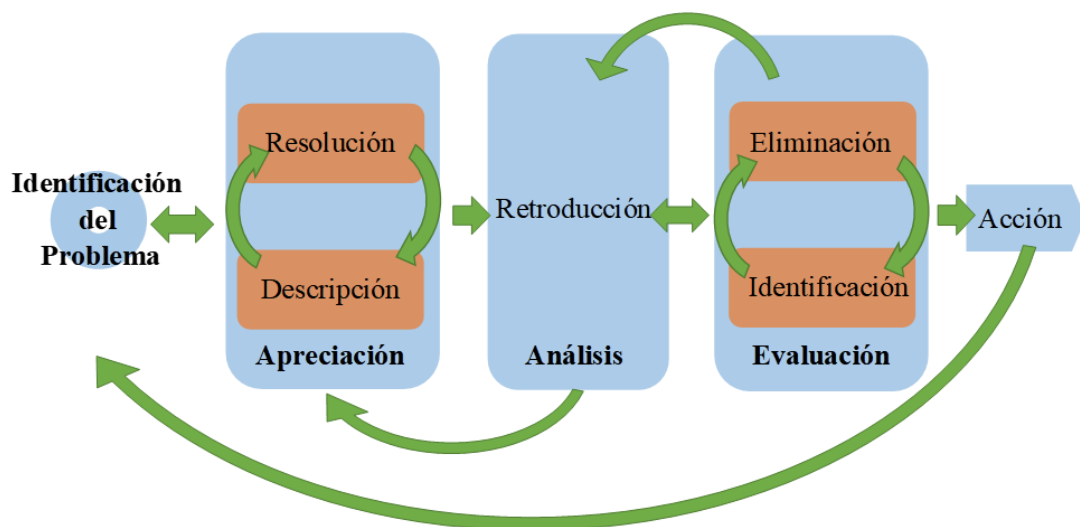 Identificación
del
Problema
Resolución
Descripción
Apreciación
Retroducción
Análisis
Eliminación
Identificación
Evaluación
Acción